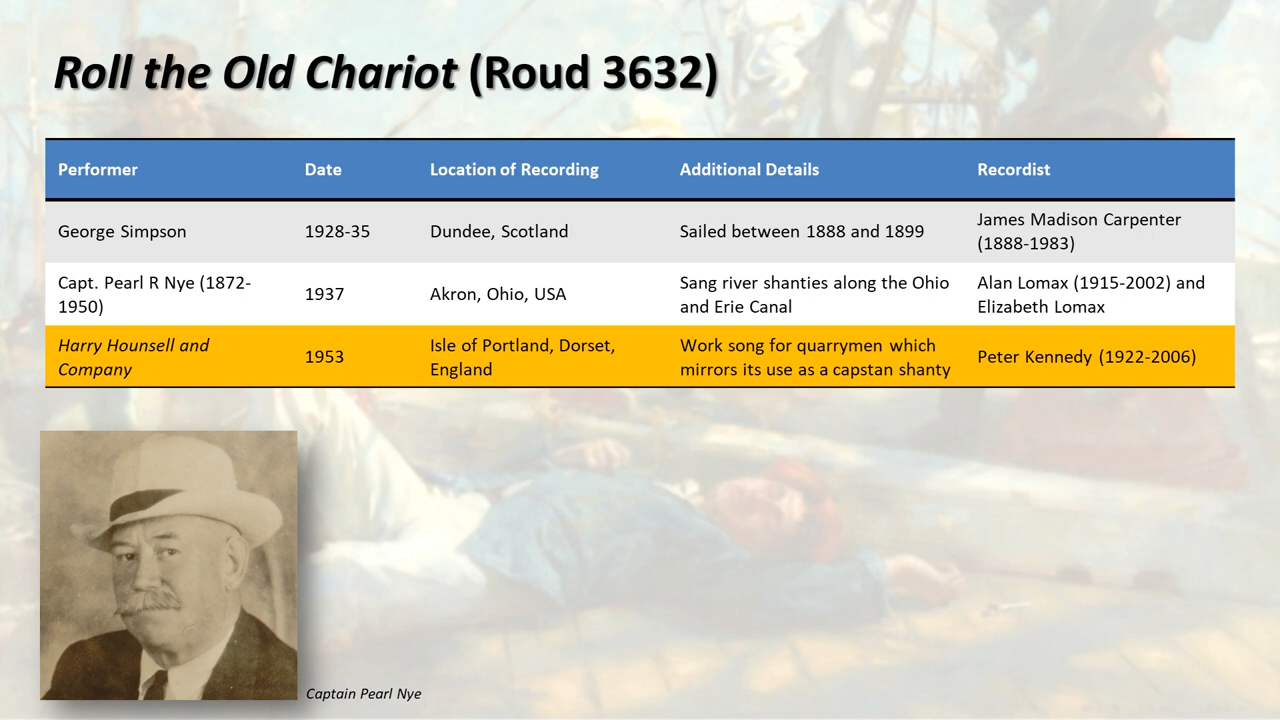 Roll the Old Chariot (Roud 3632)
Performer Date Location of Recording Additional Details Recordist
George Simpson 1928-35 Dundee, Scotland Sailed between 1888 and 1899 James Madison Carpenter
(1888-1983)
Capt. Pearl R Nye (1872-
1950) 1937 Akron, Ohio, USA Sang river shanties along the Ohio
and Erie Canal Alan Lomax (1915-2002) and
Elizabeth Lomax
Harry Hounsell and
Company 1953 Isle of Portland, Dorset,
England Work song for quarrymen which
mirrors its use as a capstan shanty Peter Kennedy (1922-2006)
Captain Pearl Nye